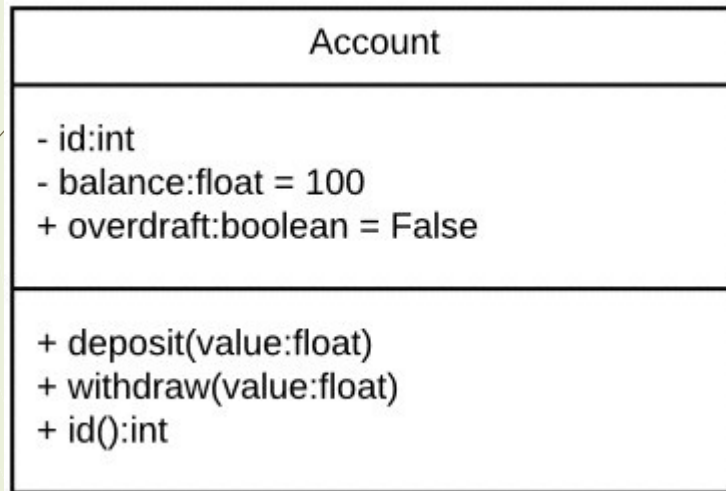 Account
- id:int
- balance:float = 100
+ overdraft:boolean = False
+ deposit(value:float)
+ withdraw(value:float)
+ id():int